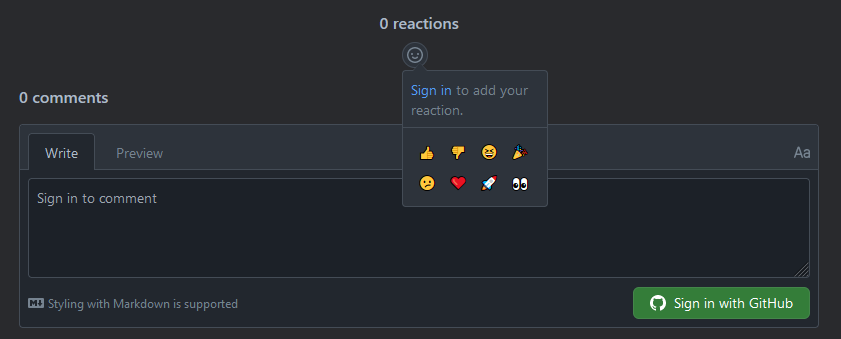 0 reactions
Sign in to add your
reaction.
0 comments
Write
Preview
Aa
Sign in to comment
Styling with Markdown is supported
Sign in with GitHub